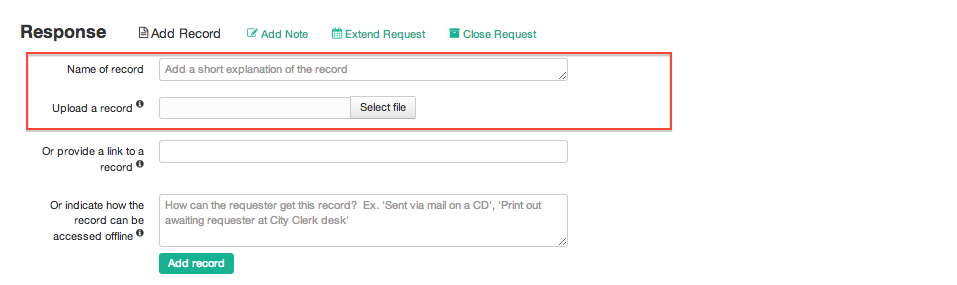 Response Add Record Add Note Extend Request Close Request
Name of record Add a short explanation of the record
Upload a record Select file
Or provide a link to a
record
Or indicate how the How can the requester get this record? Ex. 'Sent via mail on a CD', 'Print out
record can be awaiting requester at City Clerk desk'
accessed offline
Add record